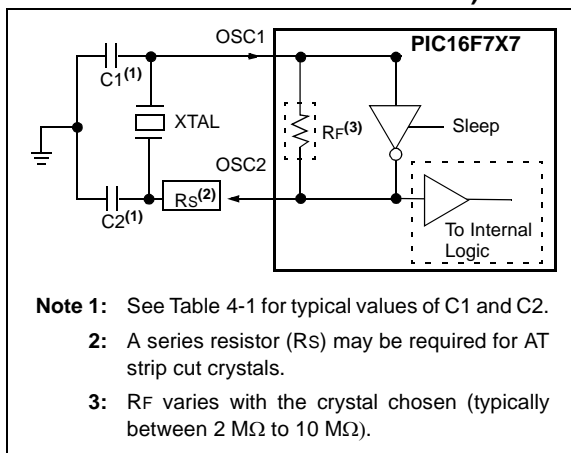 OSC1
PIC16F7X7
C1(1)
XTAL
RF(3)
Sleep
OSC2
RS(2)
C2(1)
To Internal
Logic
Note 1: See Table 4-1 for typical values of C1 and C2.
2: A series resistor (RS) may be required for AT
strip cut crystals.
3: RF varies with the crystal chosen (typically
between 2 MΩ to 10 MΩ).